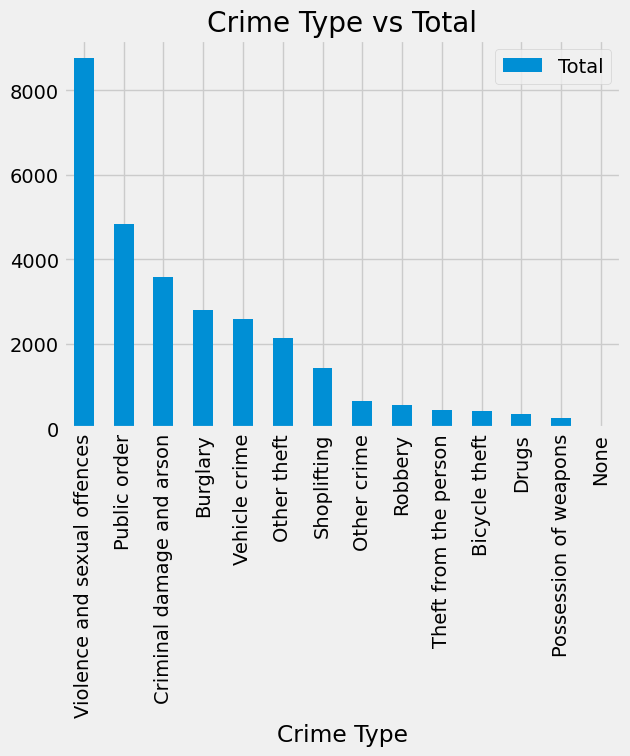 Crime Type vs Total
Total
8000
6000
4000
2000
0
Violence and sexual offences
Public order
Criminal damage and arson
Burglary
Vehicle crime
Other theft
Shoplifting
Other crime
Robbery
Theft from the person
Bicycle theft
Drugs
Possession of weapons
None
Crime Type